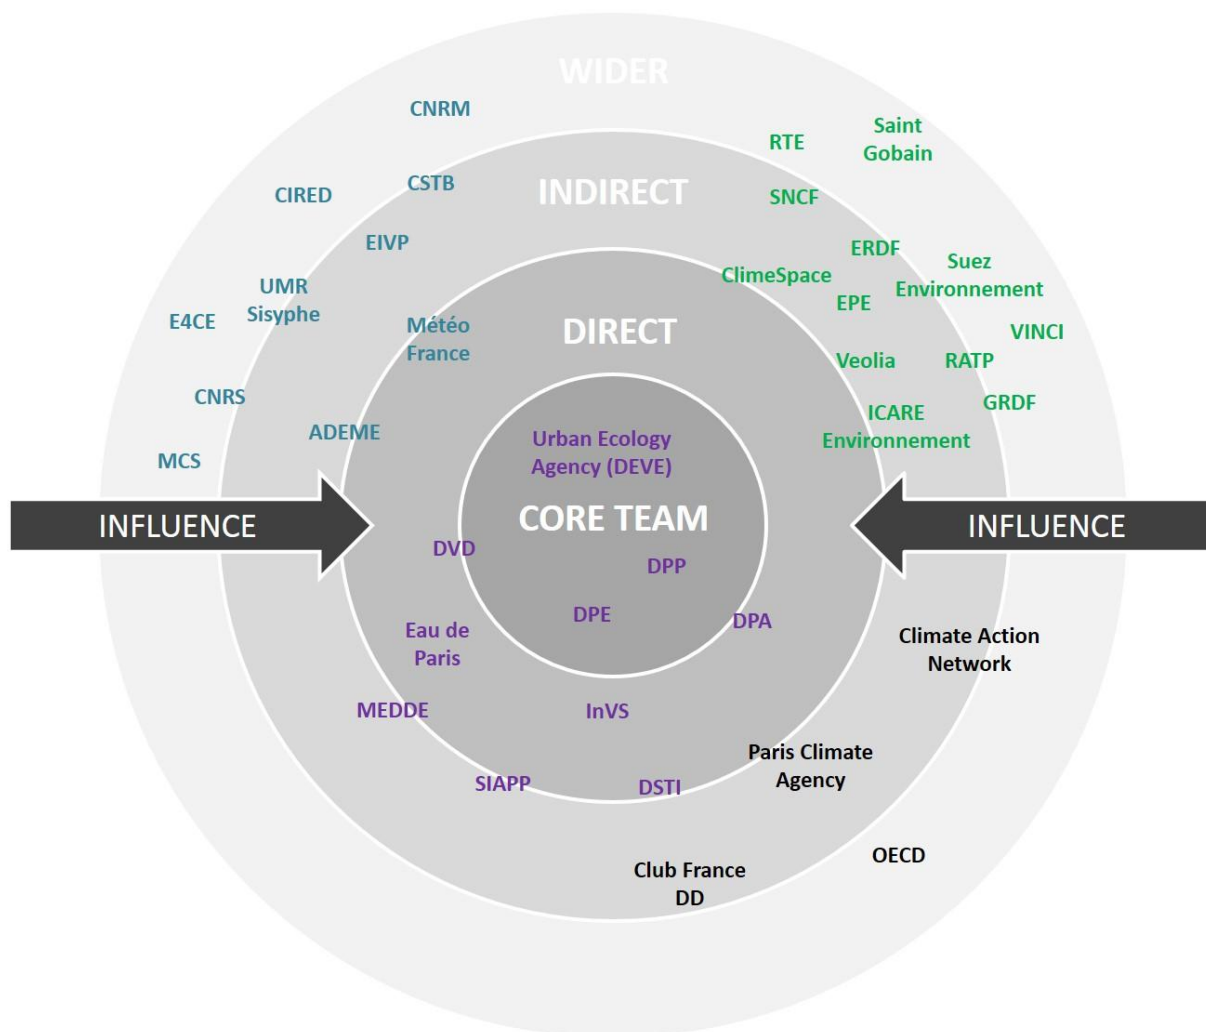 WIDER
CNRM
Saint
Gobain
RTE
CSTB
INDIRECT
SNCF
CIRED
EIVP
ERDF
Suez
Environnement
ClimeSpace
UMR
Sisyphe
EPE
E4CE
Météo
France
DIRECT
VINCI
Veolia
RATP
CNRS
GRDF
ICARE
Environnement
ADEME
Urban Ecology
Agency (DEVE)
MCS
CORE TEAM
INFLUENCE
INFLUENCE
DVD
DPP
DPE
DPA
Eau de
Paris
Climate Action
Network
MEDDE
InVS
Paris Climate
Agency
SIAPP
DSTI
OECD
Club France
DD